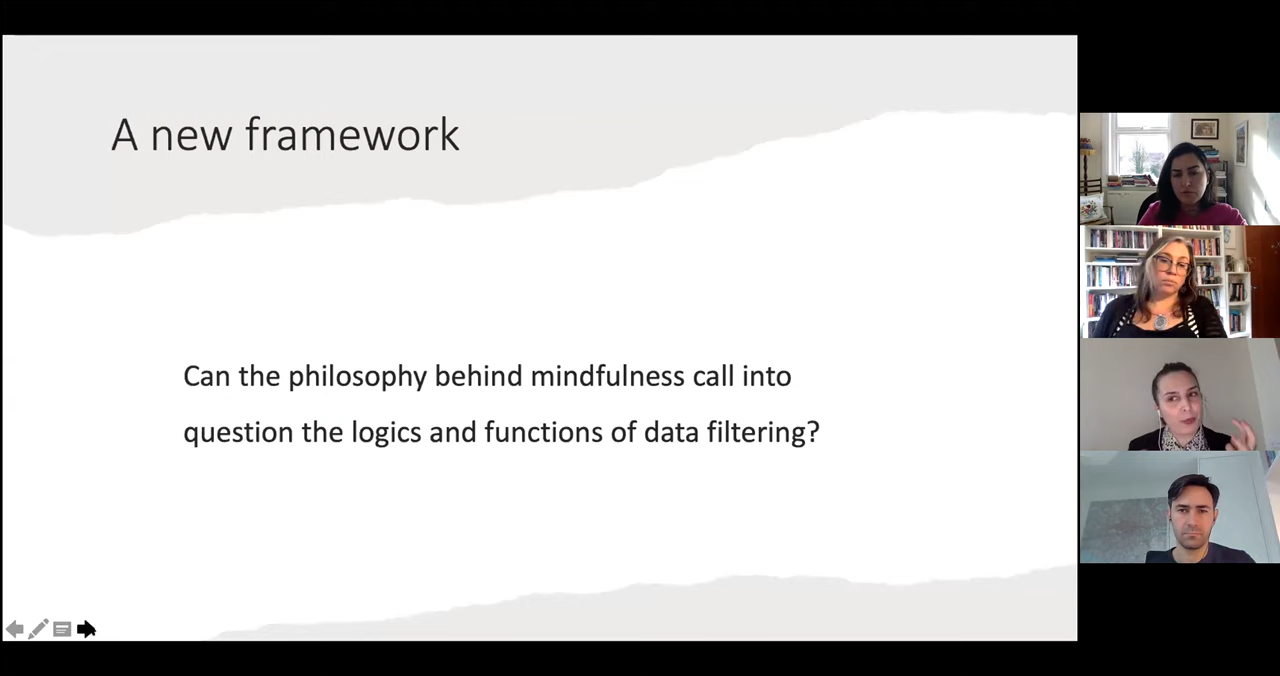 A new framework
Can the philosophy behind mindfulness call into
question the logics and functions of data filtering?